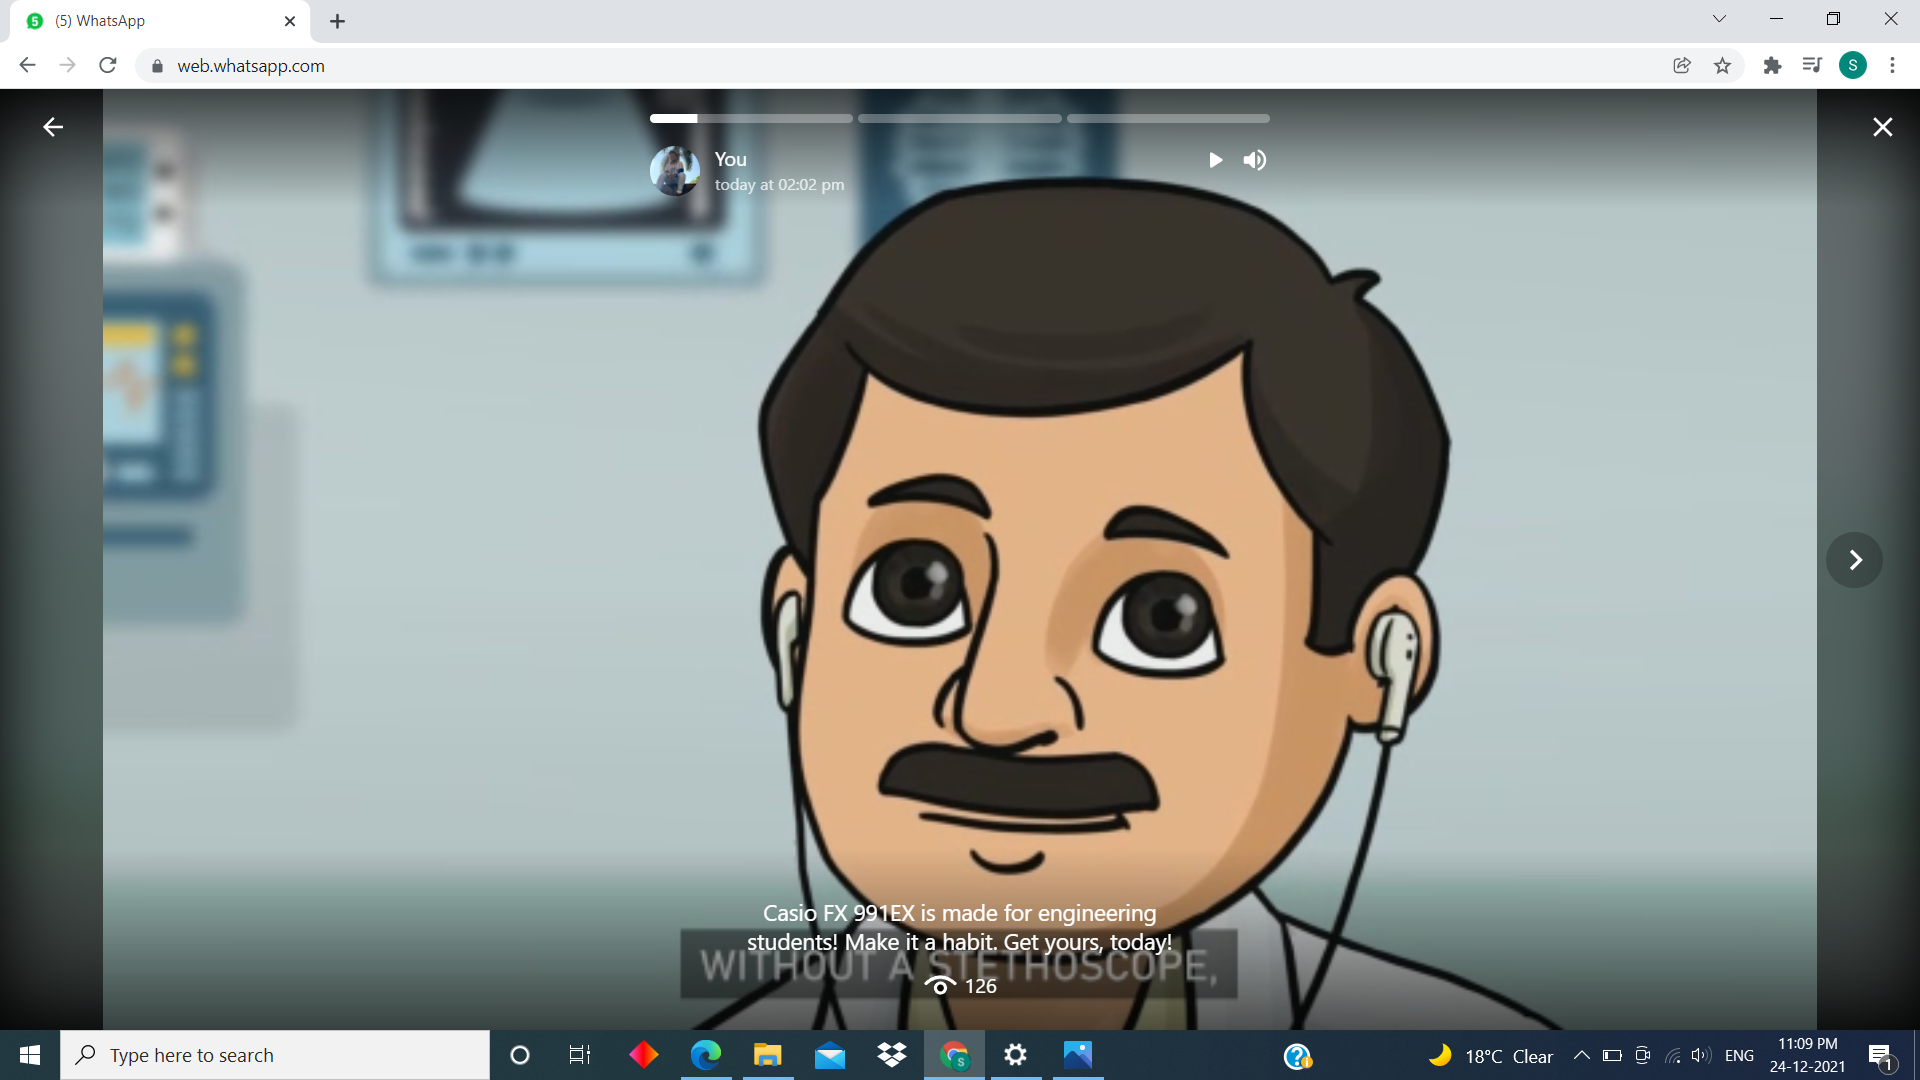 (5) WhatsApp
web.whatsapp.com
S
You
today at 02:02 pm
Casio FX 991EX is made for engineering
students! Make it a habit. Get yours, today!
WITHOUT A STETHOSCOPE,
126
Type here to search
18°C Clear
ENG
11:09 PM
24-12-2021
1